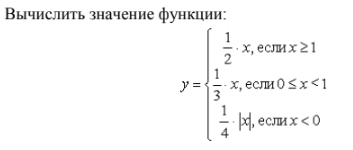 Вычислить значение функции:
1/2 · x, если x ≥ 1
y = { 1/3 · x, если 0 ≤ x < 1
1/4 · |x|, если x < 0